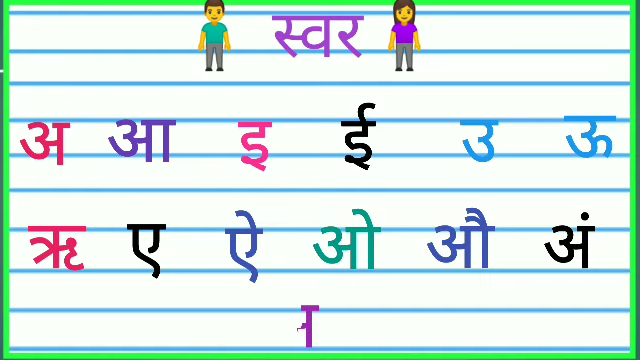 स्वर
अ आ इ ई उ ऊ
ऋ ए ऐ ओ औ अं